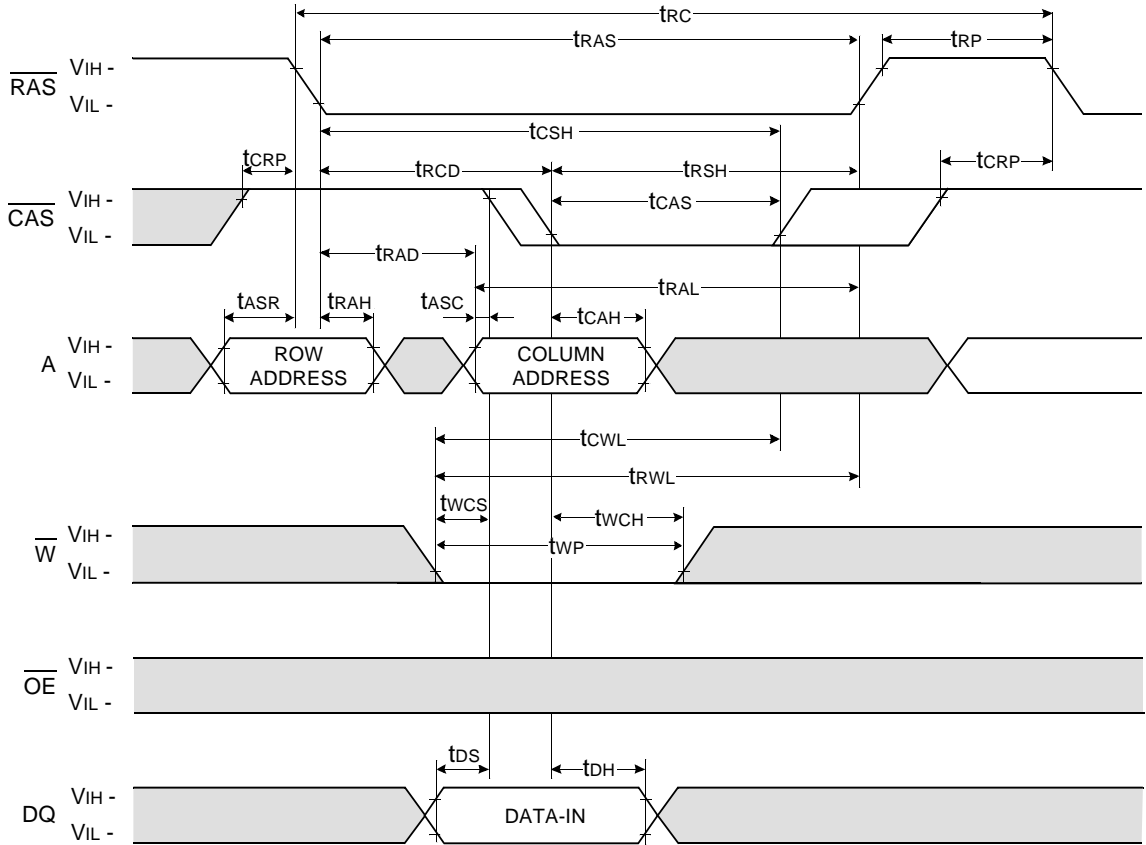 tRC
tRAS
tRP
RAS
VIH -
VIL -
tCSH
tCRP
tRCD
tRSH
tCRP
CAS
VIH -
VIL -
tCAS
tRAD
tRAL
tASR
tRAH
tASC
tCAH
A
VIH -
VIL -
ROW
ADDRESS
COLUMN
ADDRESS
tCWL
tRWL
tWCS
tWCH
W
VIH -
VIL -
tWP
OE
VIH -
VIL -
tDS
tDH
DQ
VIH -
VIL -
DATA-IN